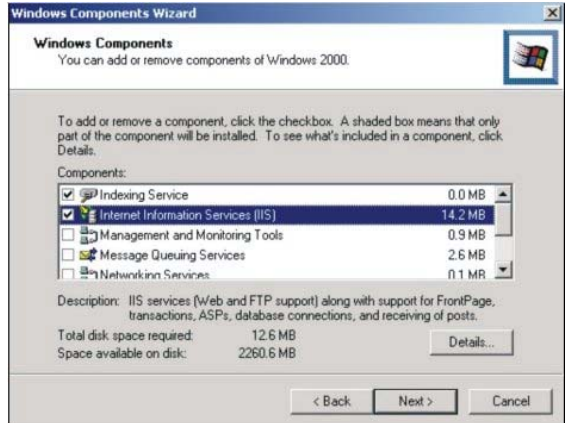 Windows Components Wizard
Windows Components
You can add or remove components of Windows 2000.
To add or remove a component, click the checkbox. A shaded box means that only
part of the component will be installed. To see what's included in a component, click
Details.
Components:
Indexing Service 0.0 MB
Internet Information Services (IIS) 14.2 MB
Management and Monitoring Tools 0.9 MB
Message Queuing Services 2.6 MB
Networking Services 0.1 MB
Description: IIS services (Web and FTP support) along with support for FrontPage,
transactions, ASPs, database connections, and receiving of posts.
Total disk space required: 12.6 MB
Space available on disk: 2260.6 MB
Details...
< Back Next > Cancel